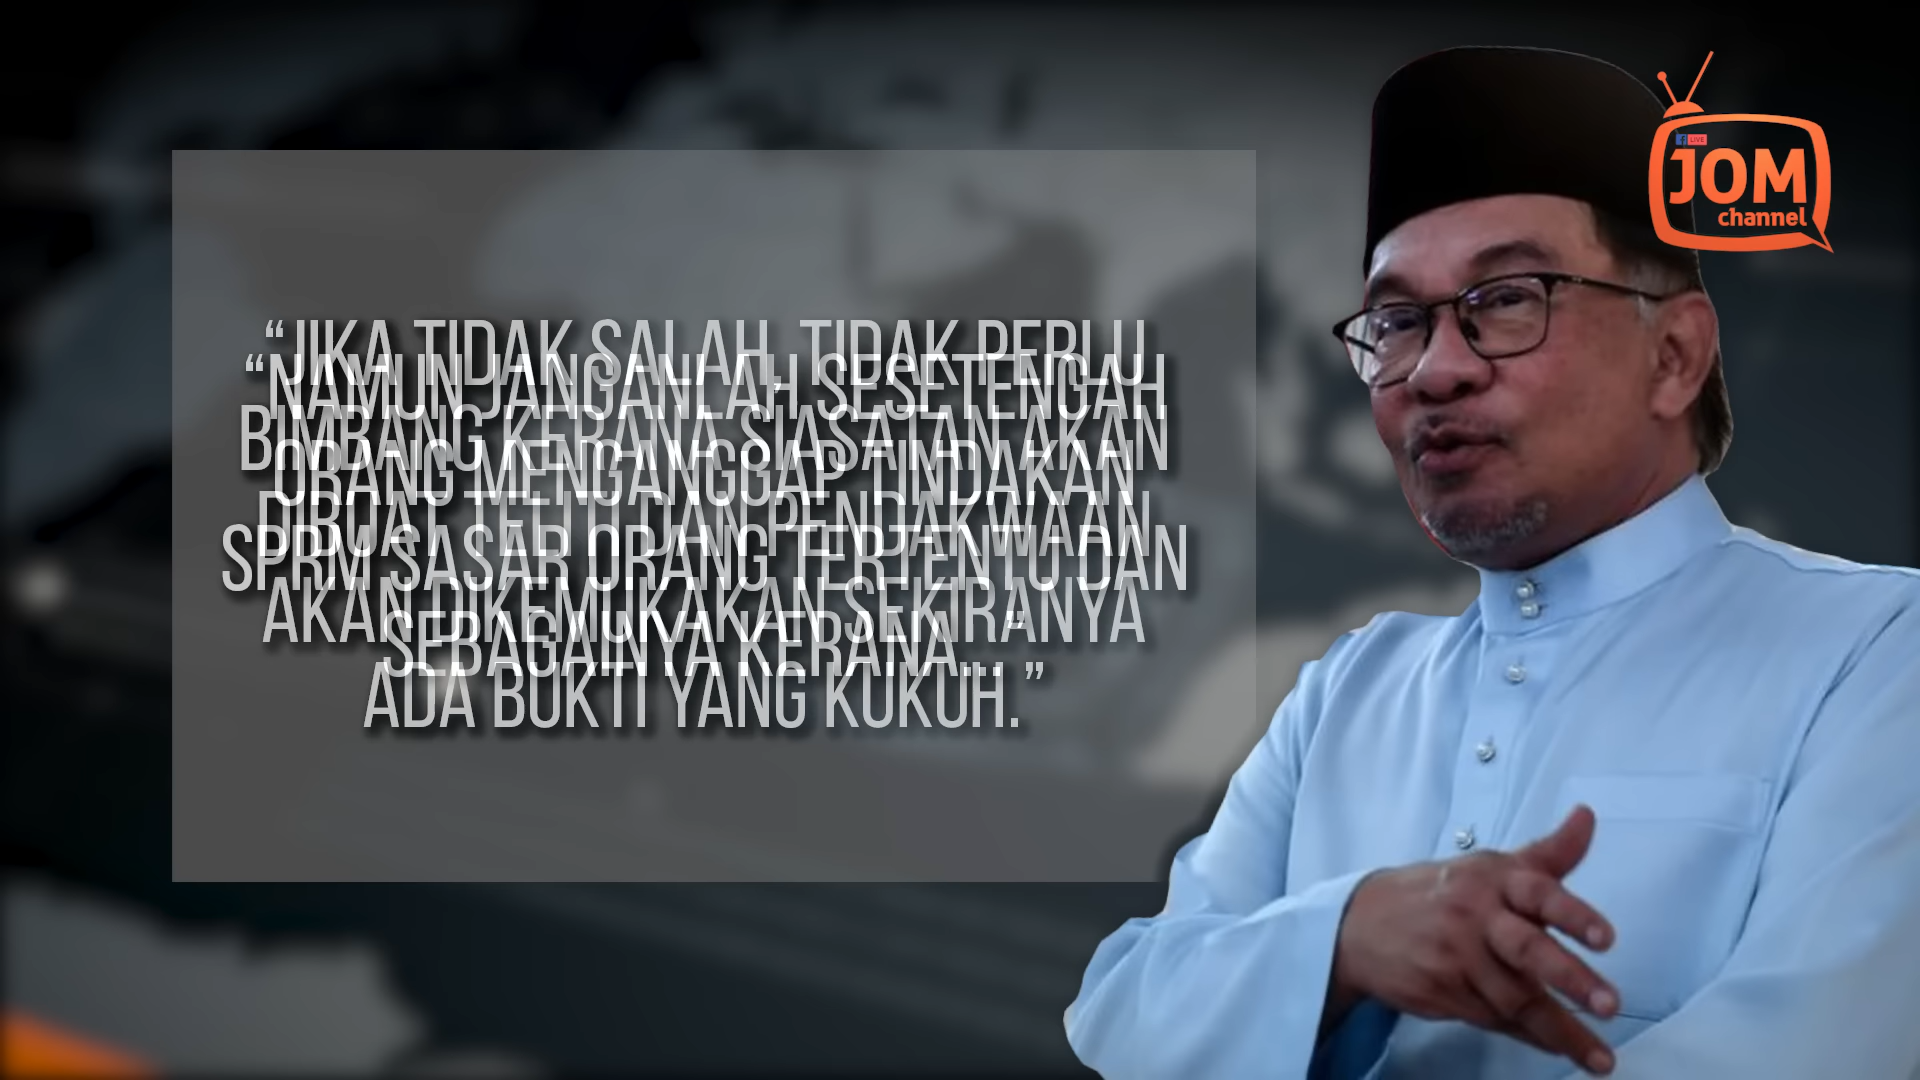 “JIKA TIDAK SALAH, TIDAK PERLU
BIMBANG KERANA SIASATAN AKAN
DIBUAT TELITI DAN PENDAKWAAN
AKAN DIKEMUKAKAN SEKIRANYA
ADA BUKTI YANG KUKUH.”
“NAMUN JANGANLAH SESETENGAH
ORANG MENGANGGAP TINDAKAN
SPRM SASAR ORANG TERTENTU DAN
SEBAGAINYA KERANA...”
LIVE
JOM
channel